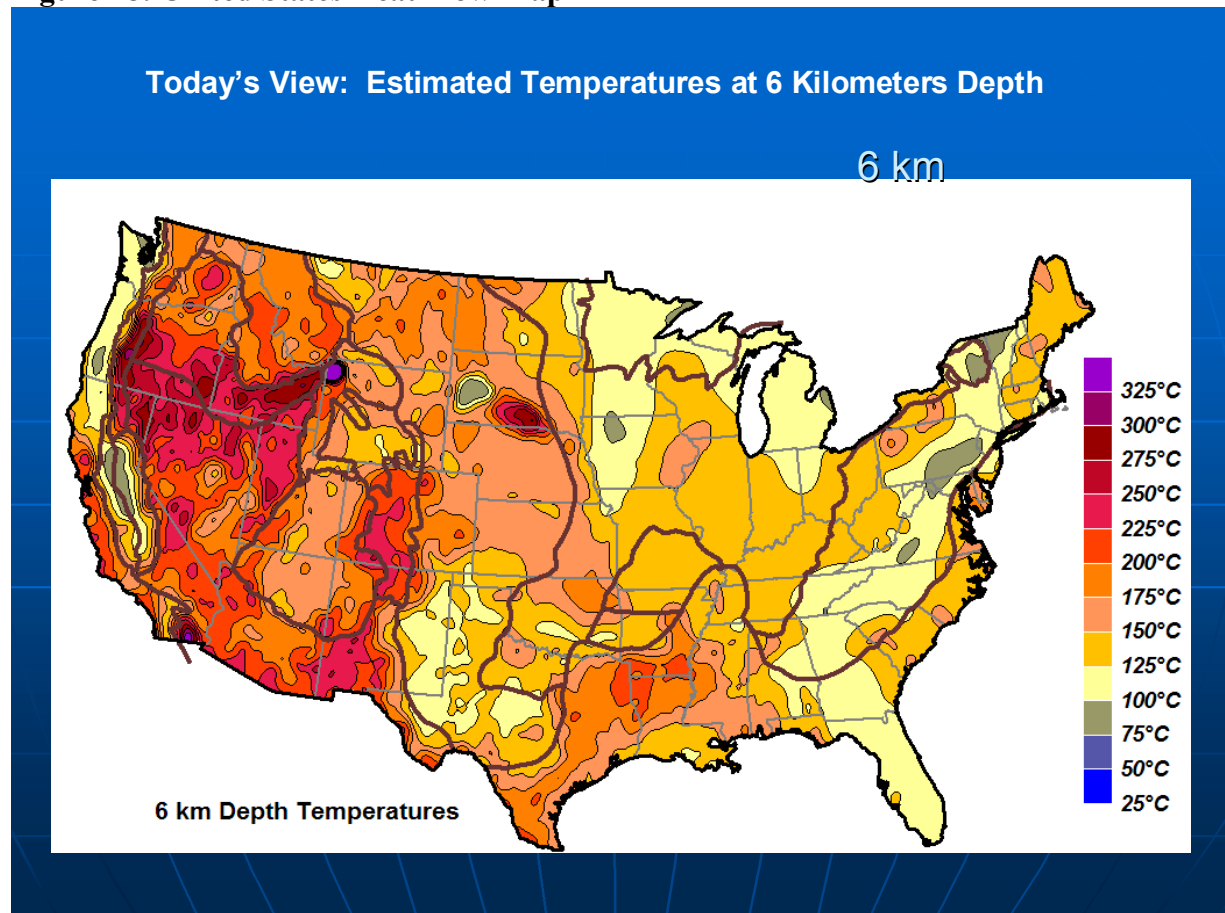 Today's View: Estimated Temperatures at 6 Kilometers Depth
6 km
325°C
300°C
275°C
250°C
225°C
200°C
175°C
150°C
125°C
100°C
75°C
50°C
25°C
6 km Depth Temperatures